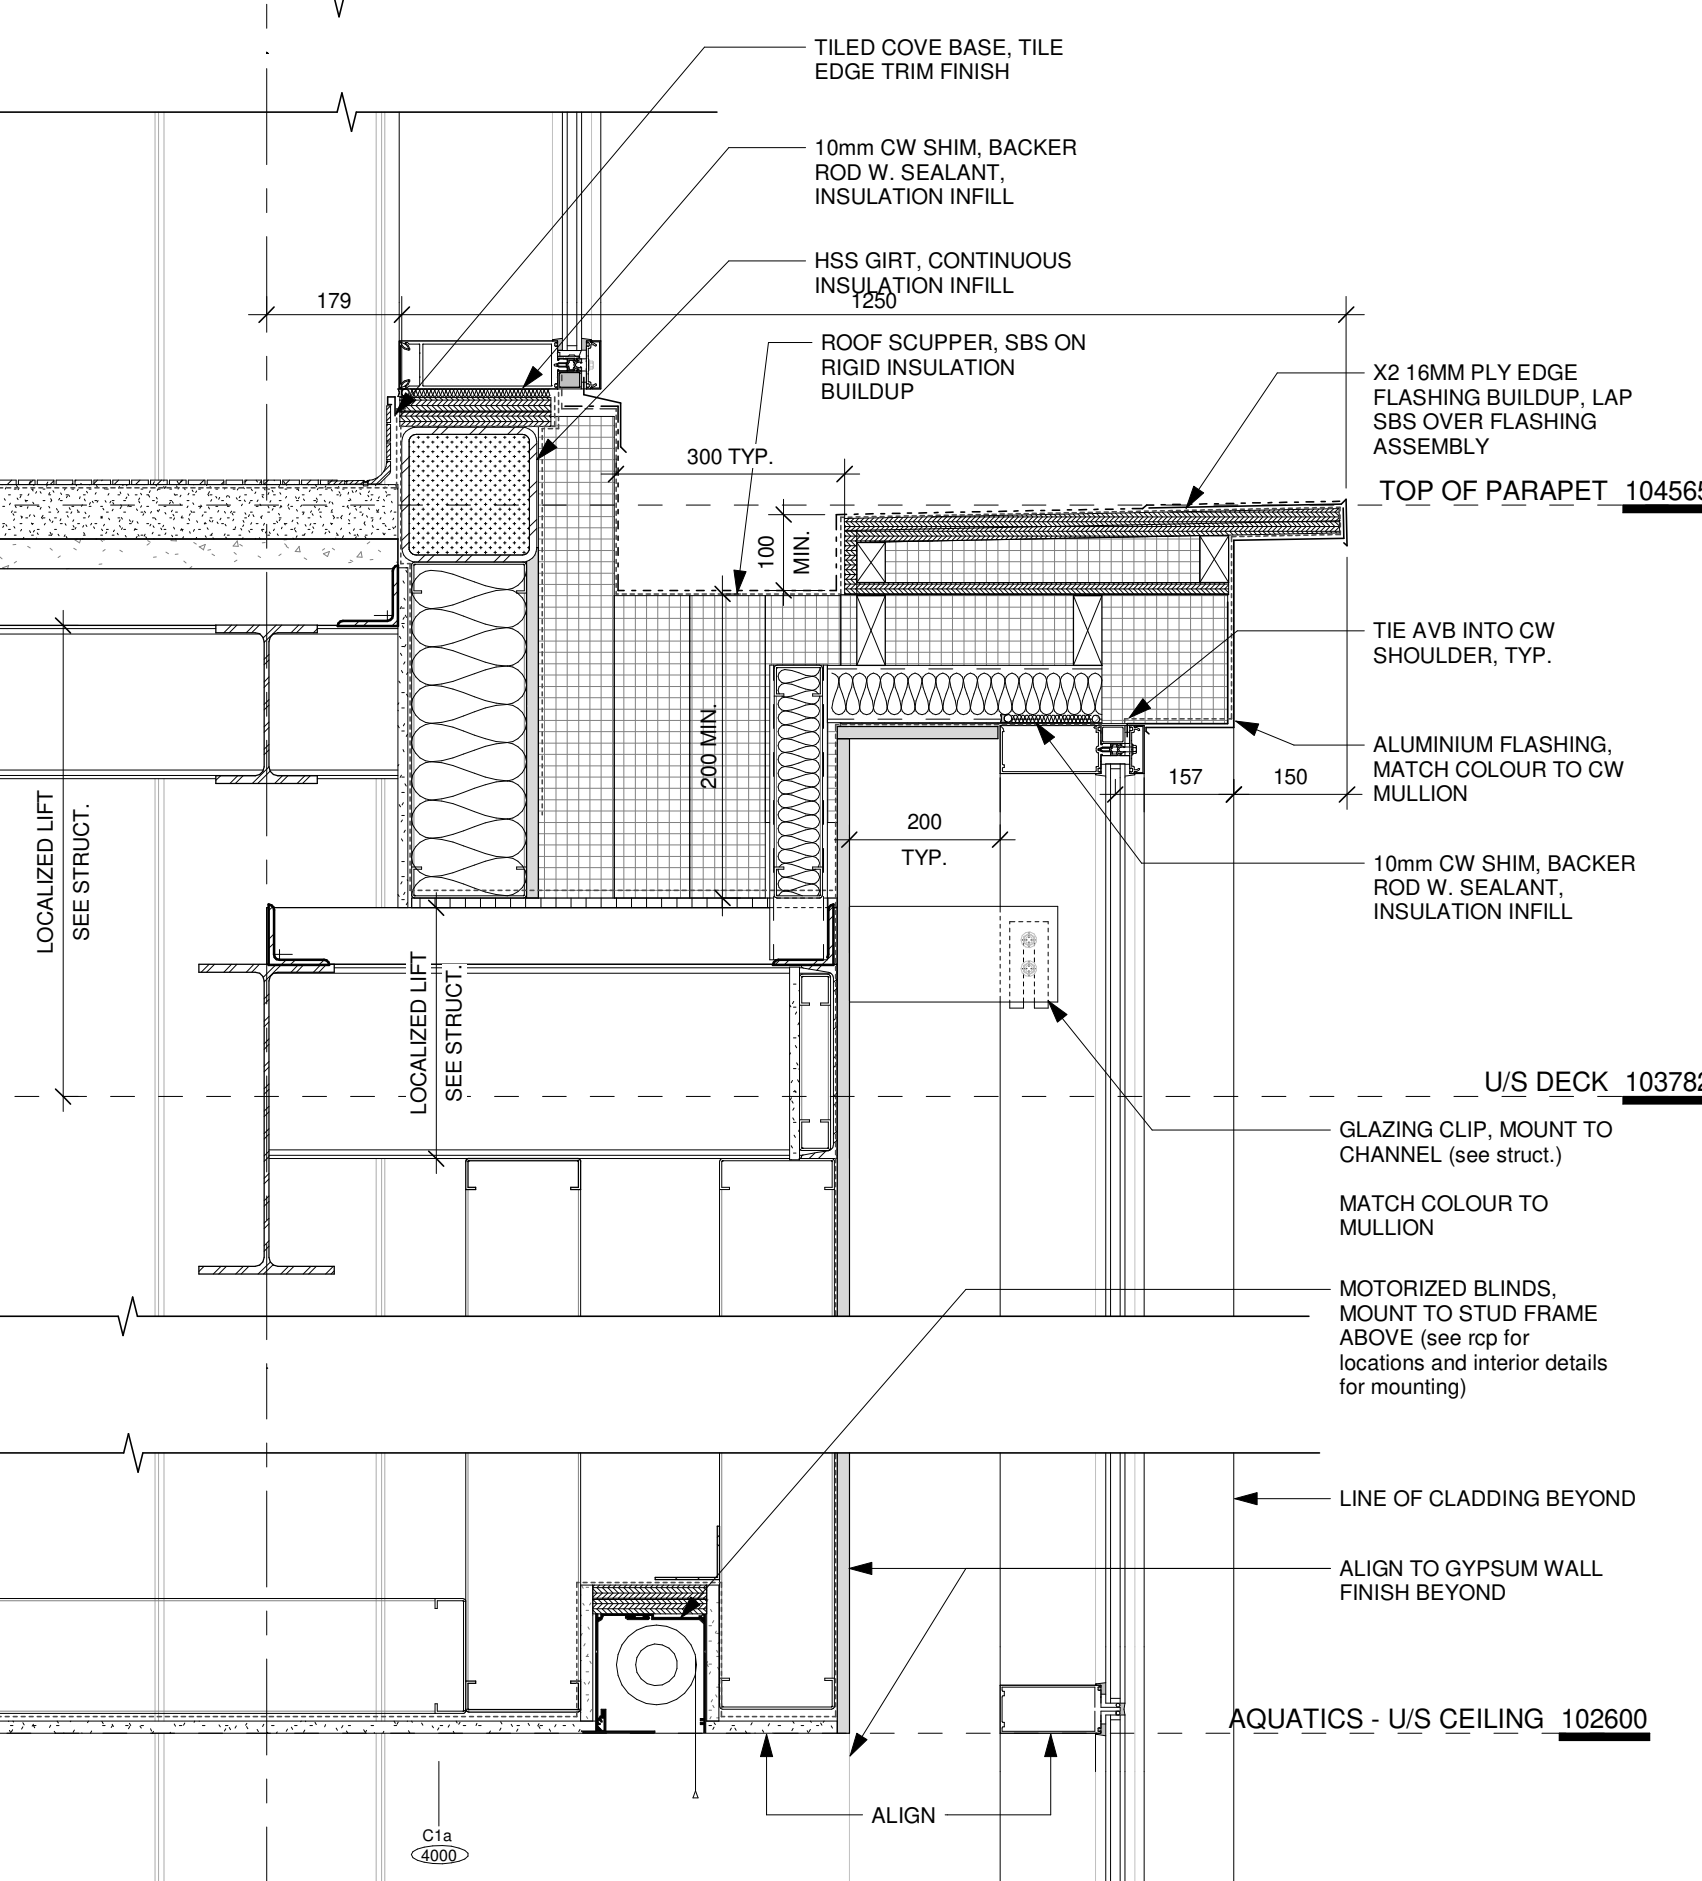 TILED COVE BASE, TILE
EDGE TRIM FINISH
10mm CW SHIM, BACKER
ROD W. SEALANT,
INSULATION INFILL
HSS GIRT, CONTINUOUS
INSULATION INFILL
179
1250
ROOF SCUPPER, SBS ON
RIGID INSULATION
BUILDUP
X2 16MM PLY EDGE
FLASHING BUILDUP, LAP
SBS OVER FLASHING
ASSEMBLY
300 TYP.
TOP OF PARAPET 104565
100
MIN.
TIE AVB INTO CW
SHOULDER, TYP.
200 MIN.
ALUMINIUM FLASHING,
MATCH COLOUR TO CW
MULLION
157
150
200
TYP.
LOCALIZED LIFT
SEE STRUCT.
10mm CW SHIM, BACKER
ROD W. SEALANT,
INSULATION INFILL
LOCALIZED LIFT
SEE STRUCT.
U/S DECK 103782
GLAZING CLIP, MOUNT TO
CHANNEL (see struct.)
MATCH COLOUR TO
MULLION
MOTORIZED BLINDS,
MOUNT TO STUD FRAME
ABOVE (see rcp for
locations and interior details
for mounting)
LINE OF CLADDING BEYOND
ALIGN TO GYPSUM WALL
FINISH BEYOND
AQUATICS - U/S CEILING 102600
ALIGN
C1a
4000